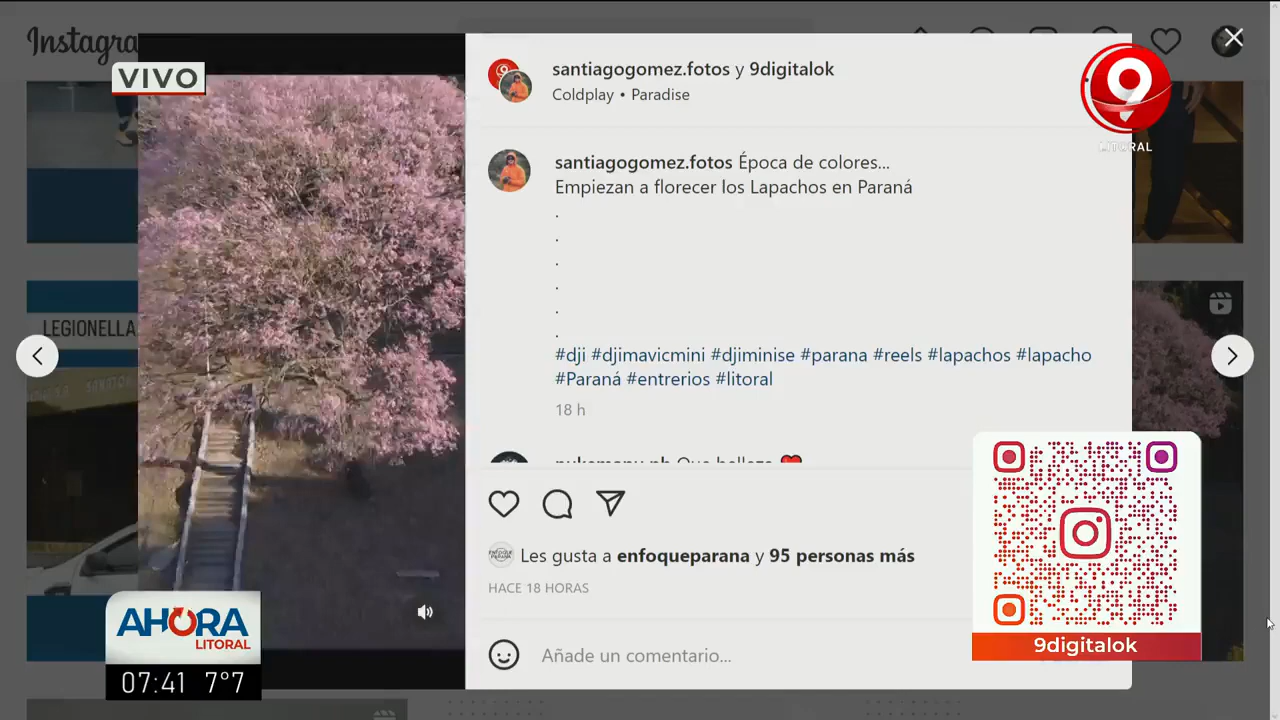 Instagra
VIVO
santiagogomez.fotos y 9digitalok
Coldplay • Paradise
9
LITORAL
santiagogomez.fotos Época de colores...
Empiezan a florecer los Lapachos en Paraná
.
.
.
.
.
.
#dji #djimavicmini #djiminise #parana #reels #lapachos #lapacho
#Paraná #entrerios #litoral
18 h
LEGIONELLA
Les gusta a enfoqueparana y 95 personas más
HACE 18 HORAS
Añade un comentario...
9digitalok
AHORA
LITORAL
07:41 7°7